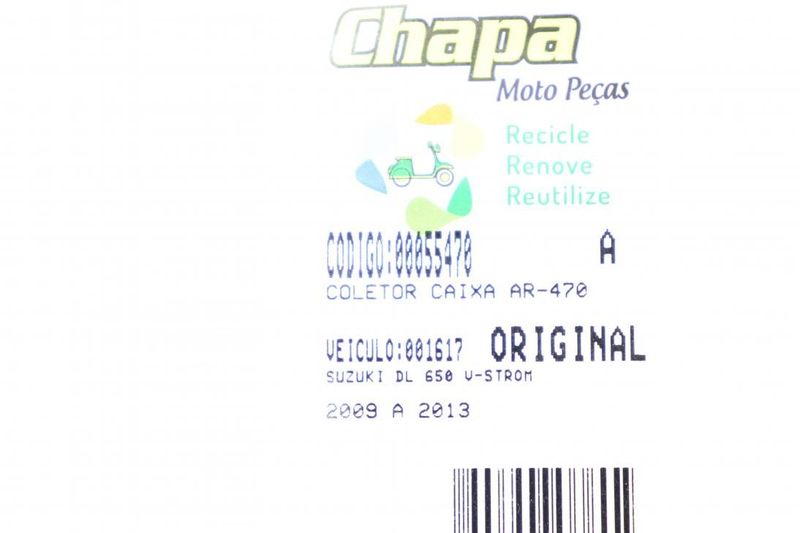 Chapa
Moto Peças
Recicle
Renove
Reutilize
CODIGO:00055470 A
COLETOR CAIXA AR-470
VEICULO:001617 ORIGINAL
SUZUKI DL 650 V-STROM
2009 A 2013